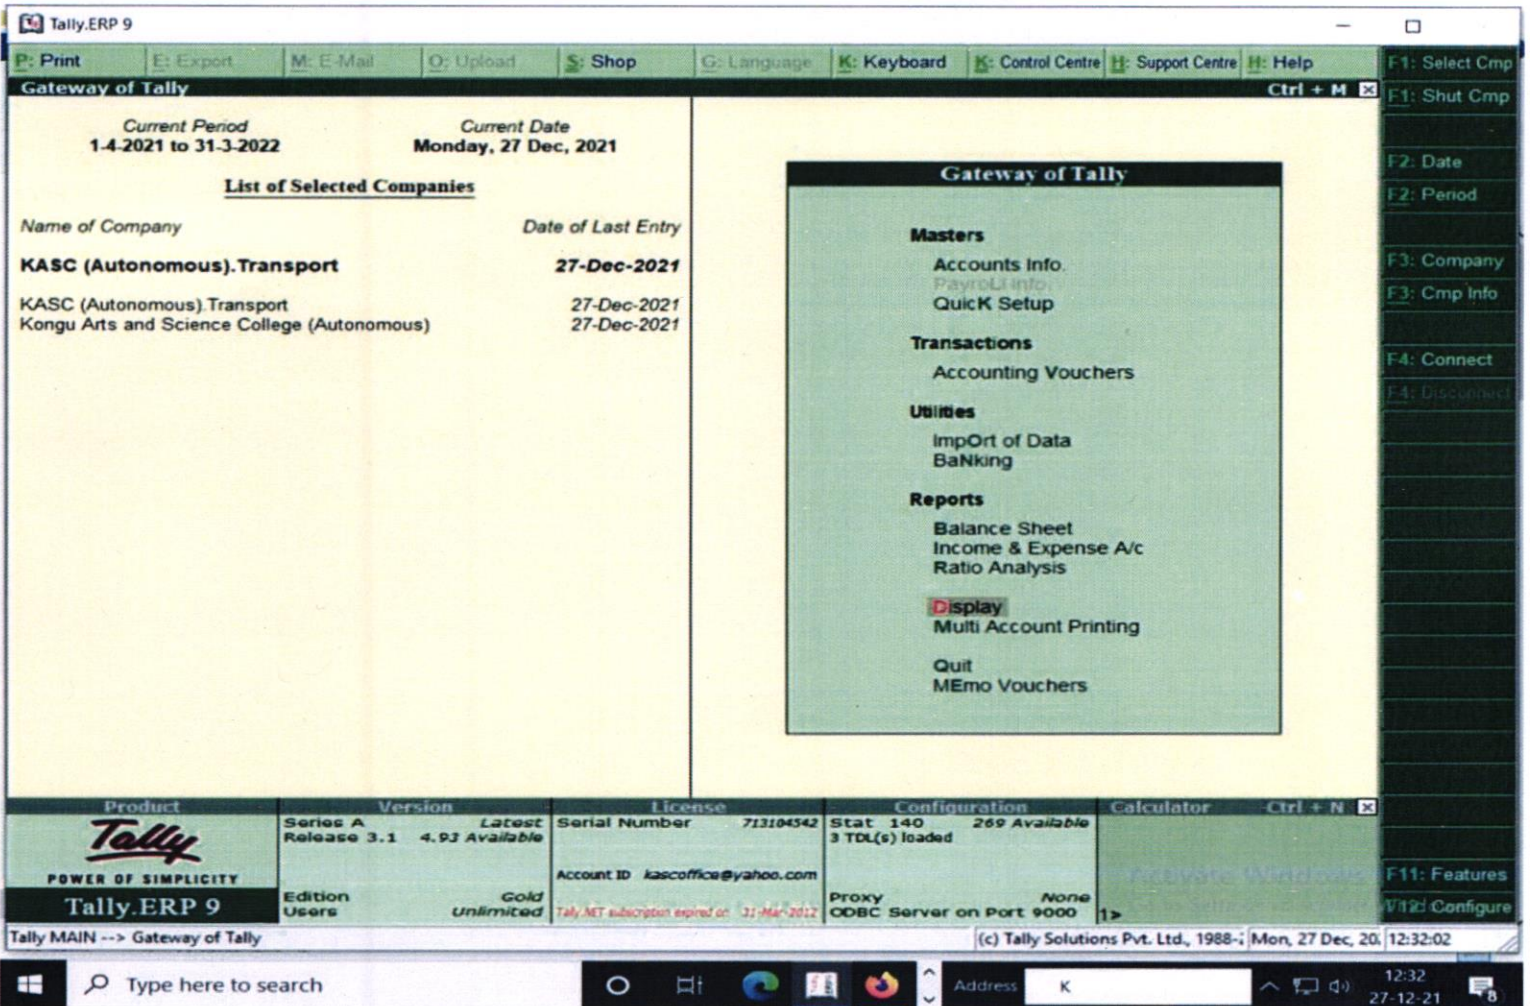 Tally.ERP 9
P: Print E: Export M: E-Mail O: Upload S: Shop G: Language K: Keyboard K: Control Centre H: Support Centre H: Help
Gateway of Tally Ctrl + M
Current Period Current Date
1-4-2021 to 31-3-2022 Monday, 27 Dec, 2021
List of Selected Companies
Name of Company Date of Last Entry
KASC (Autonomous).Transport 27-Dec-2021
KASC (Autonomous).Transport 27-Dec-2021
Kongu Arts and Science College (Autonomous) 27-Dec-2021
Gateway of Tally
Masters
Accounts Info.
PayroLl Info.
QuicK Setup
Transactions
Accounting Vouchers
Utilities
ImpOrt of Data
BaNking
Reports
Balance Sheet
Income & Expense A/c
Ratio Analysis
Display
Multi Account Printing
Quit
MEmo Vouchers
F1: Select Cmp
F1: Shut Cmp
F2: Date
F2: Period
F3: Company
F3: Cmp Info
F4: Connect
F4: Disconnect
F11: Features
F12: Configure
Product
Tally
POWER OF SIMPLICITY
Tally.ERP 9
Version
Series A Latest
Release 3.1 4.93 Available
Edition Gold
Users Unlimited
License
Serial Number 713104542
Account ID kascoffice@yahoo.com
Tally.NET subscription expired on 31-Mar-2012
Configuration
Stat 140 269 Available
3 TDL(s) loaded
Proxy None
ODBC Server on Port 9000
Calculator Ctrl + N
Activate Windows
1>
Tally MAIN --> Gateway of Tally (c) Tally Solutions Pvt. Ltd., 1988-2 Mon, 27 Dec, 20 12:32:02
Type here to search Address K 12:32
27-12-21
8